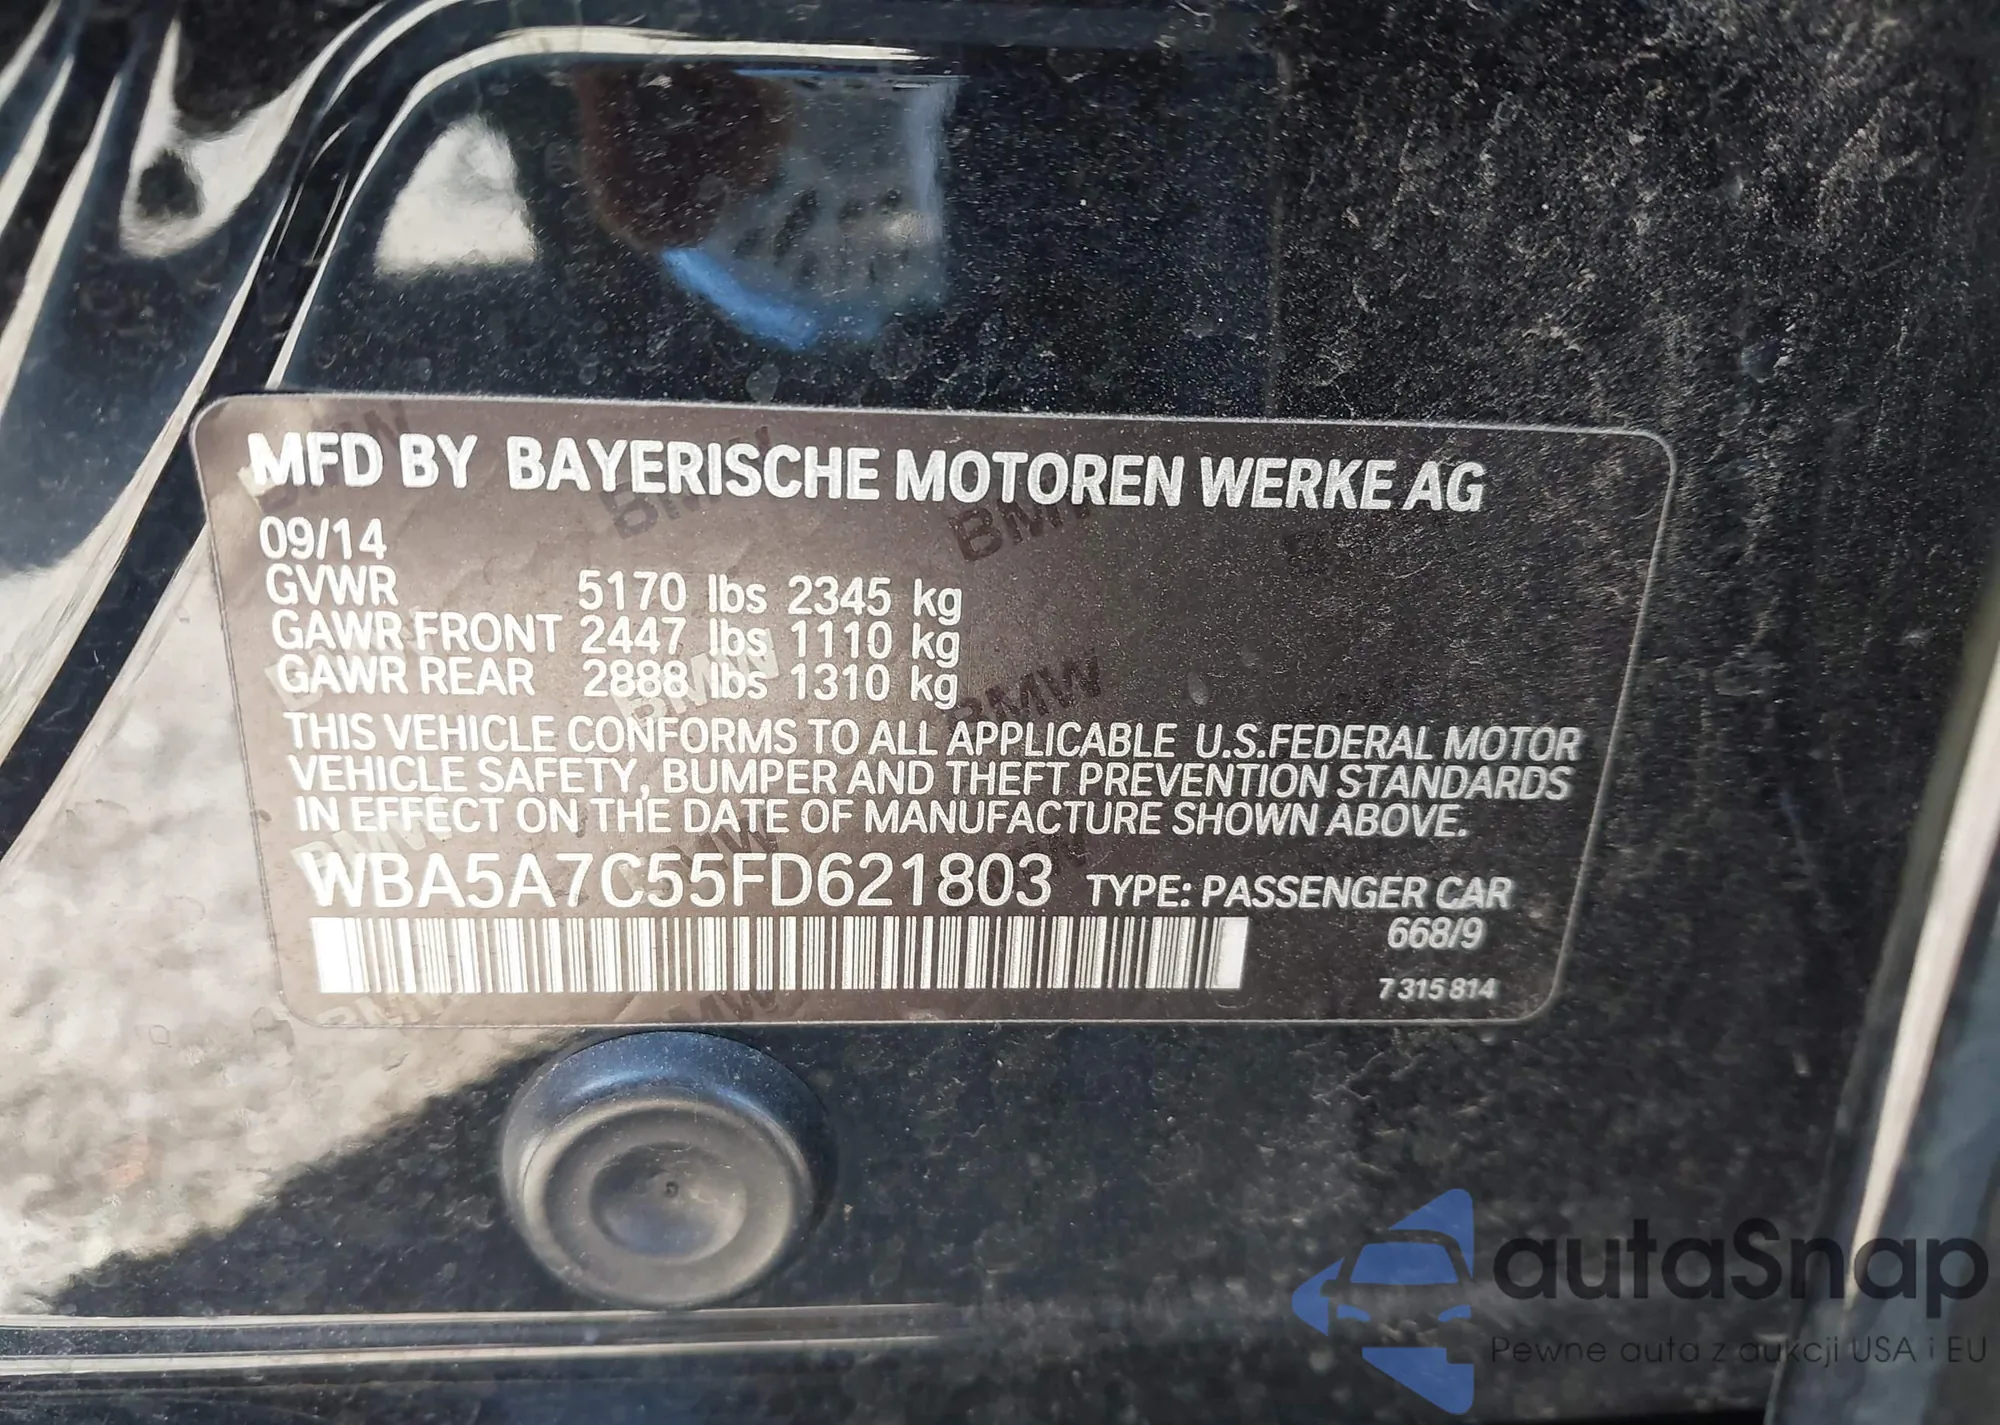 MFD BY BAYERISCHE MOTOREN WERKE AG
09/14
GVWR 5170 lbs 2345 kg
GAWR FRONT 2447 lbs 1110 kg
GAWR REAR 2888 lbs 1310 kg
THIS VEHICLE CONFORMS TO ALL APPLICABLE U.S.FEDERAL MOTOR
VEHICLE SAFETY, BUMPER AND THEFT PREVENTION STANDARDS
IN EFFECT ON THE DATE OF MANUFACTURE SHOWN ABOVE.
WBA5A7C55FD621803 TYPE: PASSENGER CAR
668/9
7 315 814
autaSnap
Pewne auta z aukcji USA i EU